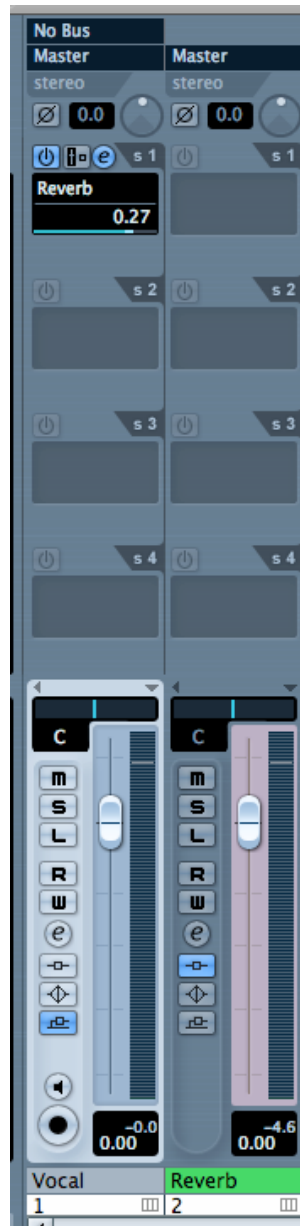 No Bus
Master Master
stereo stereo
0.0 0.0
e s 1 s 1
Reverb
0.27
s 2 s 2
s 3 s 3
s 4 s 4
C C
m m
S S
L L
R R
W W
e e
-0.0 -4.6
0.00 0.00
Vocal Reverb
1 2